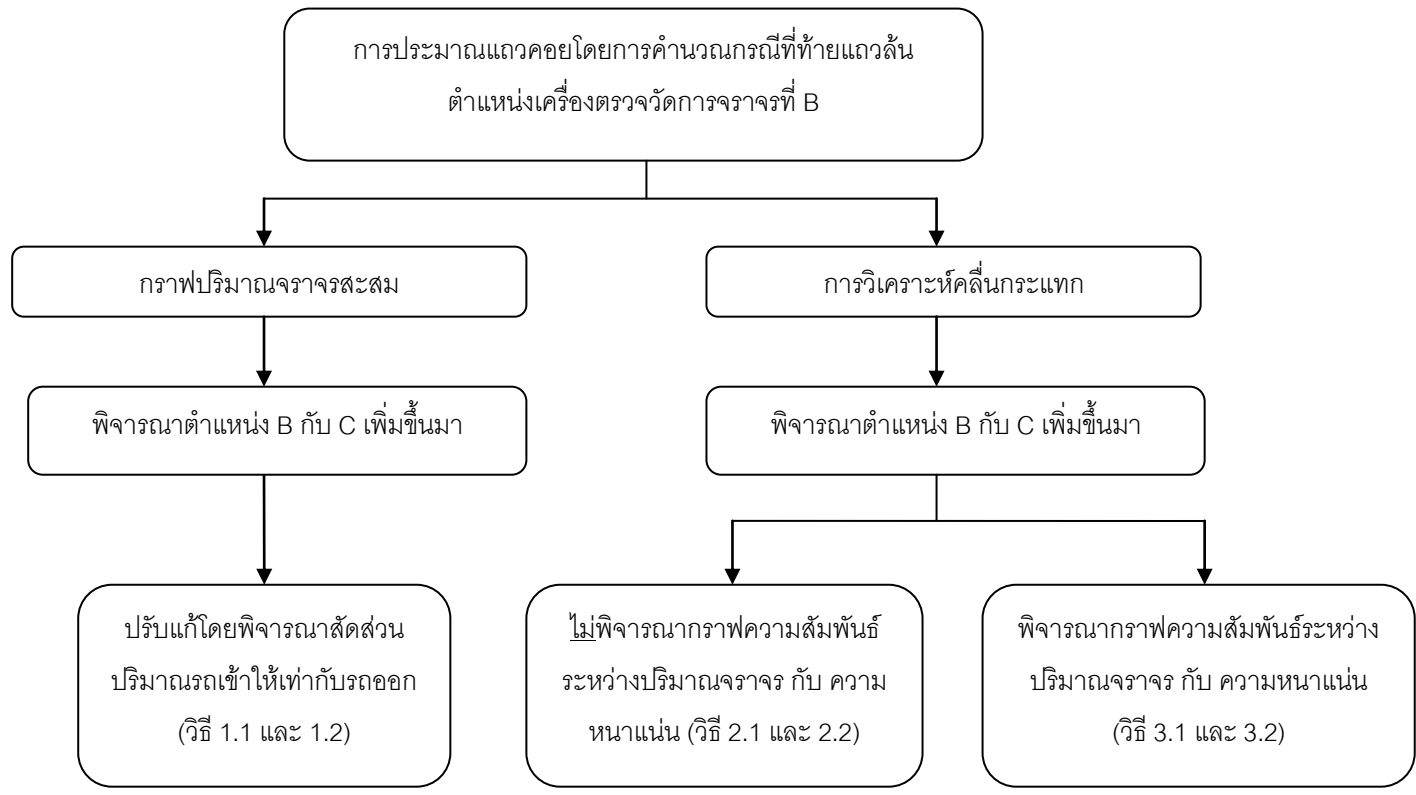 การประมาณแถวคอยโดยการคำนวณกรณีที่ท้ายแถวล้น
ตำแหน่งเครื่องตรวจวัดการจราจรที่ B
กราฟปริมาณจราจรสะสม
การวิเคราะห์คลื่นกระแทก
พิจารณาตำแหน่ง B กับ C เพิ่มขึ้นมา
พิจารณาตำแหน่ง B กับ C เพิ่มขึ้นมา
ปรับแก้โดยพิจารณาสัดส่วน
ปริมาณรถเข้าให้เท่ากับรถออก
(วิธี 1.1 และ 1.2)
ไม่พิจารณากราฟความสัมพันธ์
ระหว่างปริมาณจราจร กับ ความ
หนาแน่น (วิธี 2.1 และ 2.2)
พิจารณากราฟความสัมพันธ์ระหว่าง
ปริมาณจราจร กับ ความหนาแน่น
(วิธี 3.1 และ 3.2)